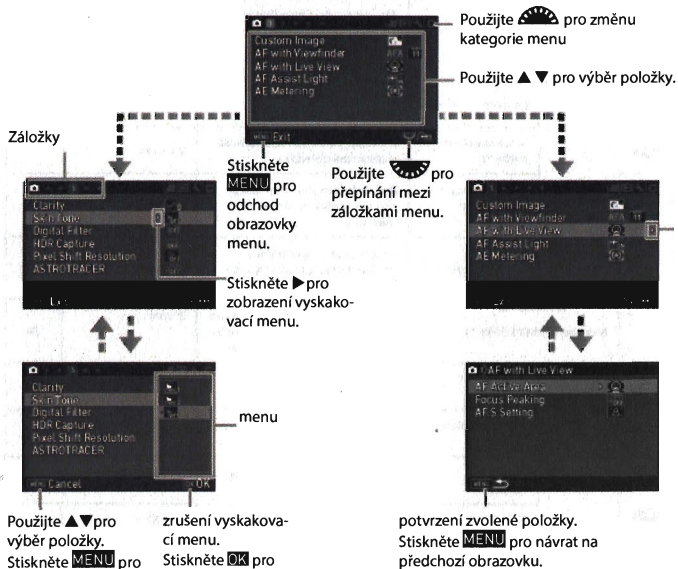 Custom Image
AF with Viewfinder
AF with Live View
AF Assist Light
AE Metering
MENU Exit
Použijte pro změnu
kategorie menu
Použijte ▲ ▼ pro výběr položky.
Záložky
Stiskněte
MENU pro
odchod
obrazovky
menu.
Použijte pro
přepínání mezi
záložkami menu.
Clarity
Skin Tone
Digital Filter
HDR Capture
Pixel Shift Resolution
ASTROTRACER
Stiskněte ▶ pro
zobrazení vyskako-
vací menu.
Custom Image
AF with Viewfinder
AF with Live View
AF Assist Light
AE Metering
Clarity
Skin Tone
Digital Filter
HDR Capture
Pixel Shift Resolution
ASTROTRACER
MENU Cancel
OK OK
menu
AF with Live View
AF Active Area
Focus Peaking
AF.S Setting
MENU
Použijte ▲▼pro
výběr položky.
Stiskněte MENU pro
zrušení vyskakova-
cí menu.
Stiskněte OK pro
potvrzení zvolené položky.
Stiskněte MENU pro návrat na
předchozí obrazovku.